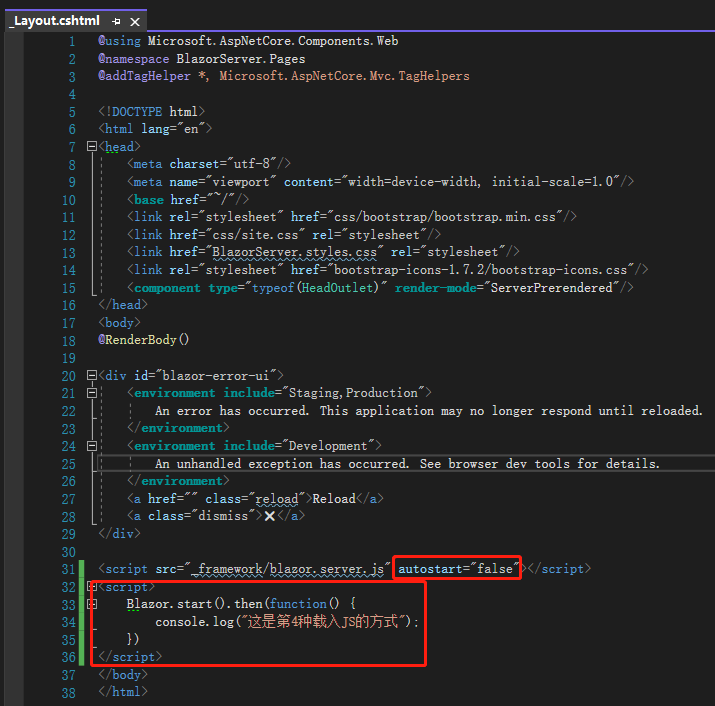 _Layout.cshtml
1 @using Microsoft.AspNetCore.Components.Web
2 @namespace BlazorServer.Pages
3 @addTagHelper *, Microsoft.AspNetCore.Mvc.TagHelpers
4
5 <!DOCTYPE html>
6 <html lang="en">
7 <head>
8 <meta charset="utf-8"/>
9 <meta name="viewport" content="width=device-width, initial-scale=1.0"/>
10 <base href="~/"/>
11 <link rel="stylesheet" href="css/bootstrap/bootstrap.min.css"/>
12 <link href="css/site.css" rel="stylesheet"/>
13 <link href="BlazorServer.styles.css" rel="stylesheet"/>
14 <link rel="stylesheet" href="bootstrap-icons-1.7.2/bootstrap-icons.css"/>
15 <component type="typeof(HeadOutlet)" render-mode="ServerPrerendered"/>
16 </head>
17 <body>
18 @RenderBody()
19
20 <div id="blazor-error-ui">
21 <environment include="Staging,Production">
22 An error has occurred. This application may no longer respond until reloaded.
23 </environment>
24 <environment include="Development">
25 An unhandled exception has occurred. See browser dev tools for details.
26 </environment>
27 <a href="" class="reload">Reload</a>
28 <a class="dismiss">❌</a>
29 </div>
30
31 <script src="_framework/blazor.server.js" autostart="false"></script>
32 <script>
33 Blazor.start().then(function() {
34 console.log("这是第4种载入JS的方式");
35 })
36 </script>
37 </body>
38 </html>